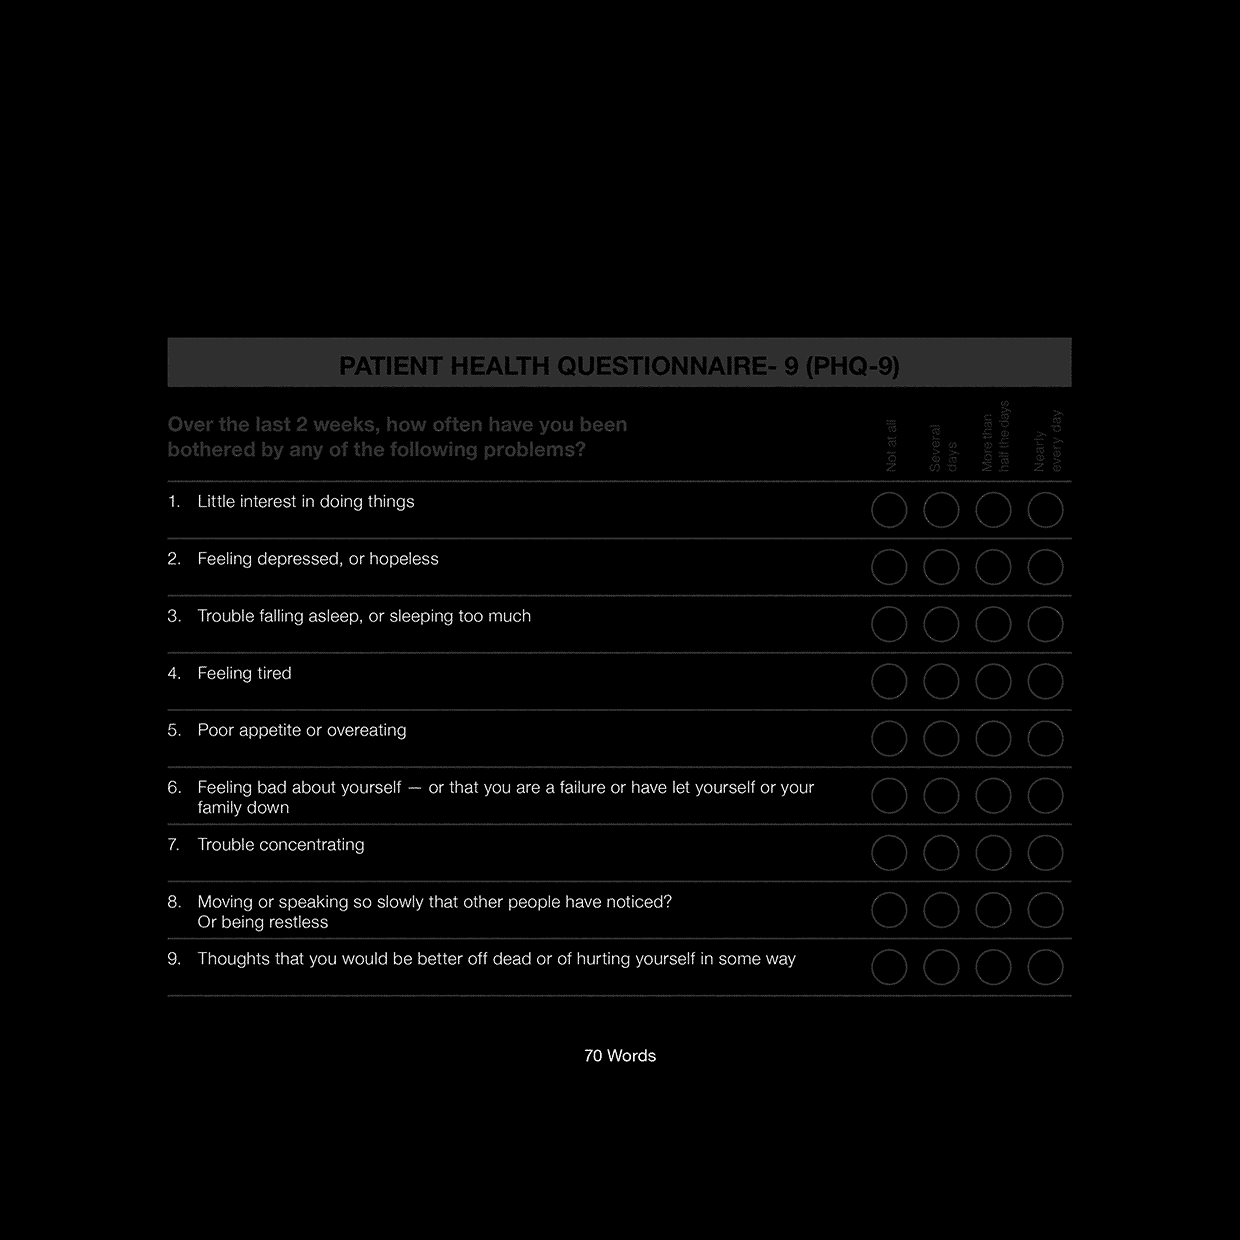 PATIENT HEALTH QUESTIONNAIRE- 9 (PHQ-9)
Over the last 2 weeks, how often have you been
bothered by any of the following problems?
Not at all
Several
days
More than
half the days
Nearly
every day
1. Little interest in doing things
2. Feeling depressed, or hopeless
3. Trouble falling asleep, or sleeping too much
4. Feeling tired
5. Poor appetite or overeating
6. Feeling bad about yourself — or that you are a failure or have let yourself or your
family down
7. Trouble concentrating
8. Moving or speaking so slowly that other people have noticed?
Or being restless
9. Thoughts that you would be better off dead or of hurting yourself in some way
70 Words